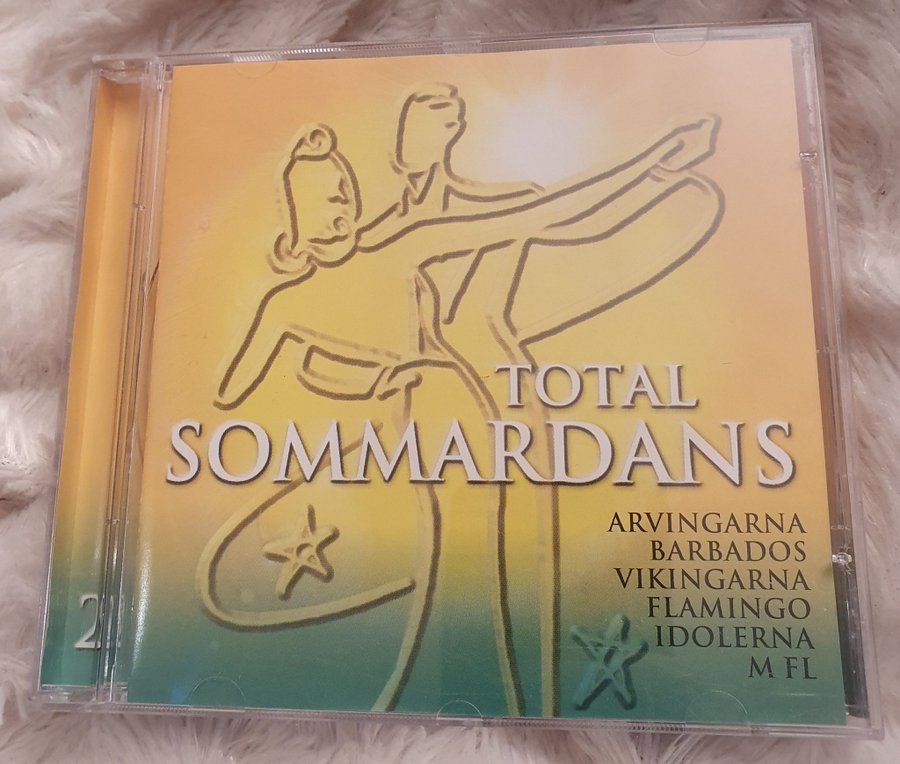 TOTAL
SOMMARDANS
ARVINGARNA
BARBADOS
VIKINGARNA
FLAMINGO
IDOLERNA
M FL